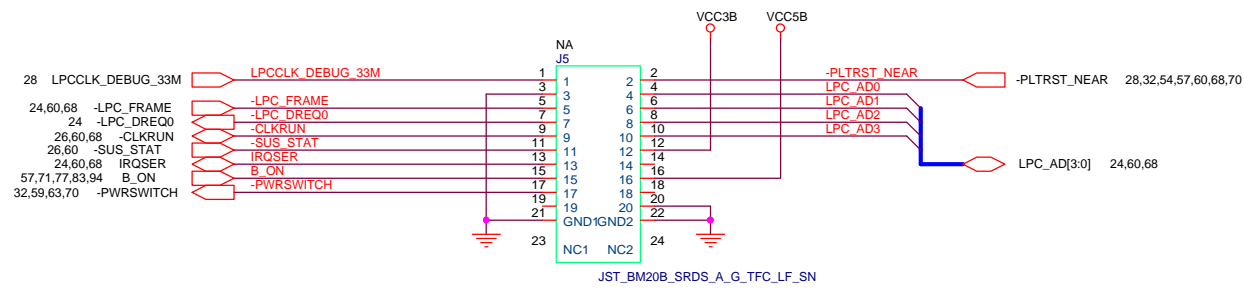 VCC3B VCC5B
NA
J5
28 LPCCLK_DEBUG_33M LPCCLK_DEBUG_33M 1 1 2 2 -PLTRST_NEAR -PLTRST_NEAR 28,32,54,57,60,68,70
3 3 4 4 LPC_AD0
24,60,68 -LPC_FRAME -LPC_FRAME 5 5 6 6 LPC_AD1
24 -LPC_DREQ0 -LPC_DREQ0 7 7 8 8 LPC_AD2
26,60,68 -CLKRUN -CLKRUN 9 9 10 10 LPC_AD3
26,60 -SUS_STAT -SUS_STAT 11 11 12 12
24,60,68 IRQSER IRQSER 13 13 14 14 LPC_AD[3:0] 24,60,68
57,71,77,83,94 B_ON B_ON 15 15 16 16
32,59,63,70 -PWRSWITCH -PWRSWITCH 17 17 18 18
19 19 20 20
21 GND1 GND2 22
23 NC1 NC2 24
JST_BM20B_SRDS_A_G_TFC_LF_SN